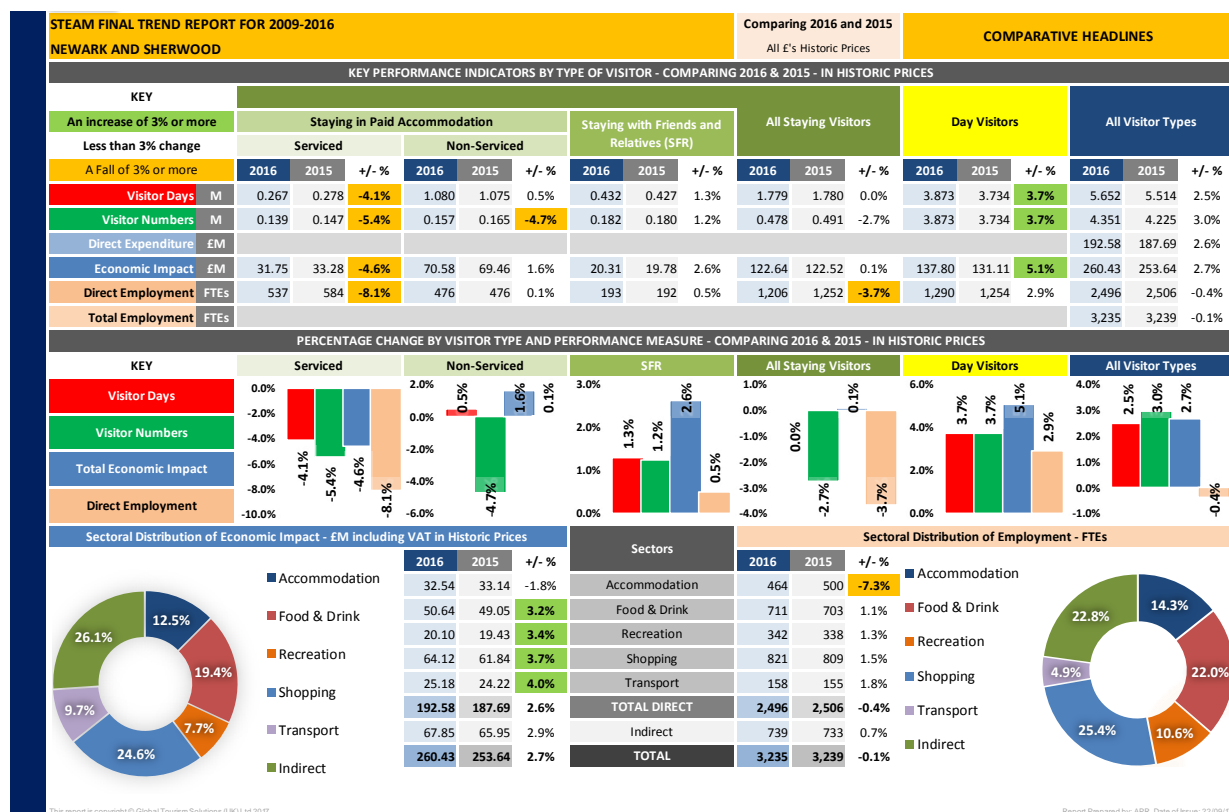 STEAM FINAL TREND REPORT FOR 2009-2016
NEWARK AND SHERWOOD
Comparing 2016 and 2015
All £'s Historic Prices
COMPARATIVE HEADLINES
KEY PERFORMANCE INDICATORS BY TYPE OF VISITOR - COMPARING 2016 & 2015 - IN HISTORIC PRICES
KEY
An increase of 3% or more
Less than 3% change
A Fall of 3% or more
Staying in Paid Accommodation
Serviced Non-Serviced
Staying with Friends and
Relatives (SFR)
All Staying Visitors
Day Visitors
All Visitor Types
2016 2015 +/- % 2016 2015 +/- % 2016 2015 +/- % 2016 2015 +/- % 2016 2015 +/- % 2016 2015 +/- %
Visitor Days M 0.267 0.278 -4.1% 1.080 1.075 0.5% 0.432 0.427 1.3% 1.779 1.780 0.0% 3.873 3.734 3.7% 5.652 5.514 2.5%
Visitor Numbers M 0.139 0.147 -5.4% 0.157 0.165 -4.7% 0.182 0.180 1.2% 0.478 0.491 -2.7% 3.873 3.734 3.7% 4.351 4.225 3.0%
Direct Expenditure £M 192.58 187.69 2.6%
Economic Impact £M 31.75 33.28 -4.6% 70.58 69.46 1.6% 20.31 19.78 2.6% 122.64 122.52 0.1% 137.80 131.11 5.1% 260.43 253.64 2.7%
Direct Employment FTEs 537 584 -8.1% 476 476 0.1% 193 192 0.5% 1,206 1,252 -3.7% 1,290 1,254 2.9% 2,496 2,506 -0.4%
Total Employment FTEs 3,235 3,239 -0.1%
PERCENTAGE CHANGE BY VISITOR TYPE AND PERFORMANCE MEASURE - COMPARING 2016 & 2015 - IN HISTORIC PRICES
KEY
Visitor Days
Visitor Numbers
Total Economic Impact
Direct Employment
Serviced
0.0%
-2.0%
-4.0%
-6.0%
-8.0%
-10.0%
-4.1% -5.4% -4.6% -8.1%
Non-Serviced
2.0%
0.0%
-2.0%
-4.0%
-6.0%
0.5% -4.7% 1.6% 0.1%
SFR
3.0%
2.0%
1.0%
0.0%
1.3% 1.2% 2.6% 0.5%
All Staying Visitors
1.0%
0.0%
-1.0%
-2.0%
-3.0%
-4.0%
0.0% -2.7% 0.1% -3.7%
Day Visitors
6.0%
4.0%
2.0%
0.0%
3.7% 3.7% 5.1% 2.9%
All Visitor Types
4.0%
3.0%
2.0%
1.0%
0.0%
-1.0%
2.5% 3.0% 2.7% -0.4%
Sectoral Distribution of Economic Impact - £M including VAT in Historic Prices
Sectors
Sectoral Distribution of Employment - FTEs
2016 2015 +/- % 2016 2015 +/- %
32.54 33.14 -1.8% Accommodation 464 500 -7.3%
50.64 49.05 3.2% Food & Drink 711 703 1.1%
20.10 19.43 3.4% Recreation 342 338 1.3%
64.12 61.84 3.7% Shopping 821 809 1.5%
25.18 24.22 4.0% Transport 158 155 1.8%
192.58 187.69 2.6% TOTAL DIRECT 2,496 2,506 -0.4%
67.85 65.95 2.9% Indirect 739 733 0.7%
260.43 253.64 2.7% TOTAL 3,235 3,239 -0.1%
12.5%
19.4%
7.7%
24.6%
9.7%
26.1%
Accommodation
Food & Drink
Recreation
Shopping
Transport
Indirect
Accommodation
Food & Drink
Recreation
Shopping
Transport
Indirect
14.3%
22.0%
10.6%
25.4%
4.9%
22.8%
This report is copyright © Global Tourism Solutions (UK) Ltd 2017
Report Prepared by: APR. Date of Issue: 22/09/